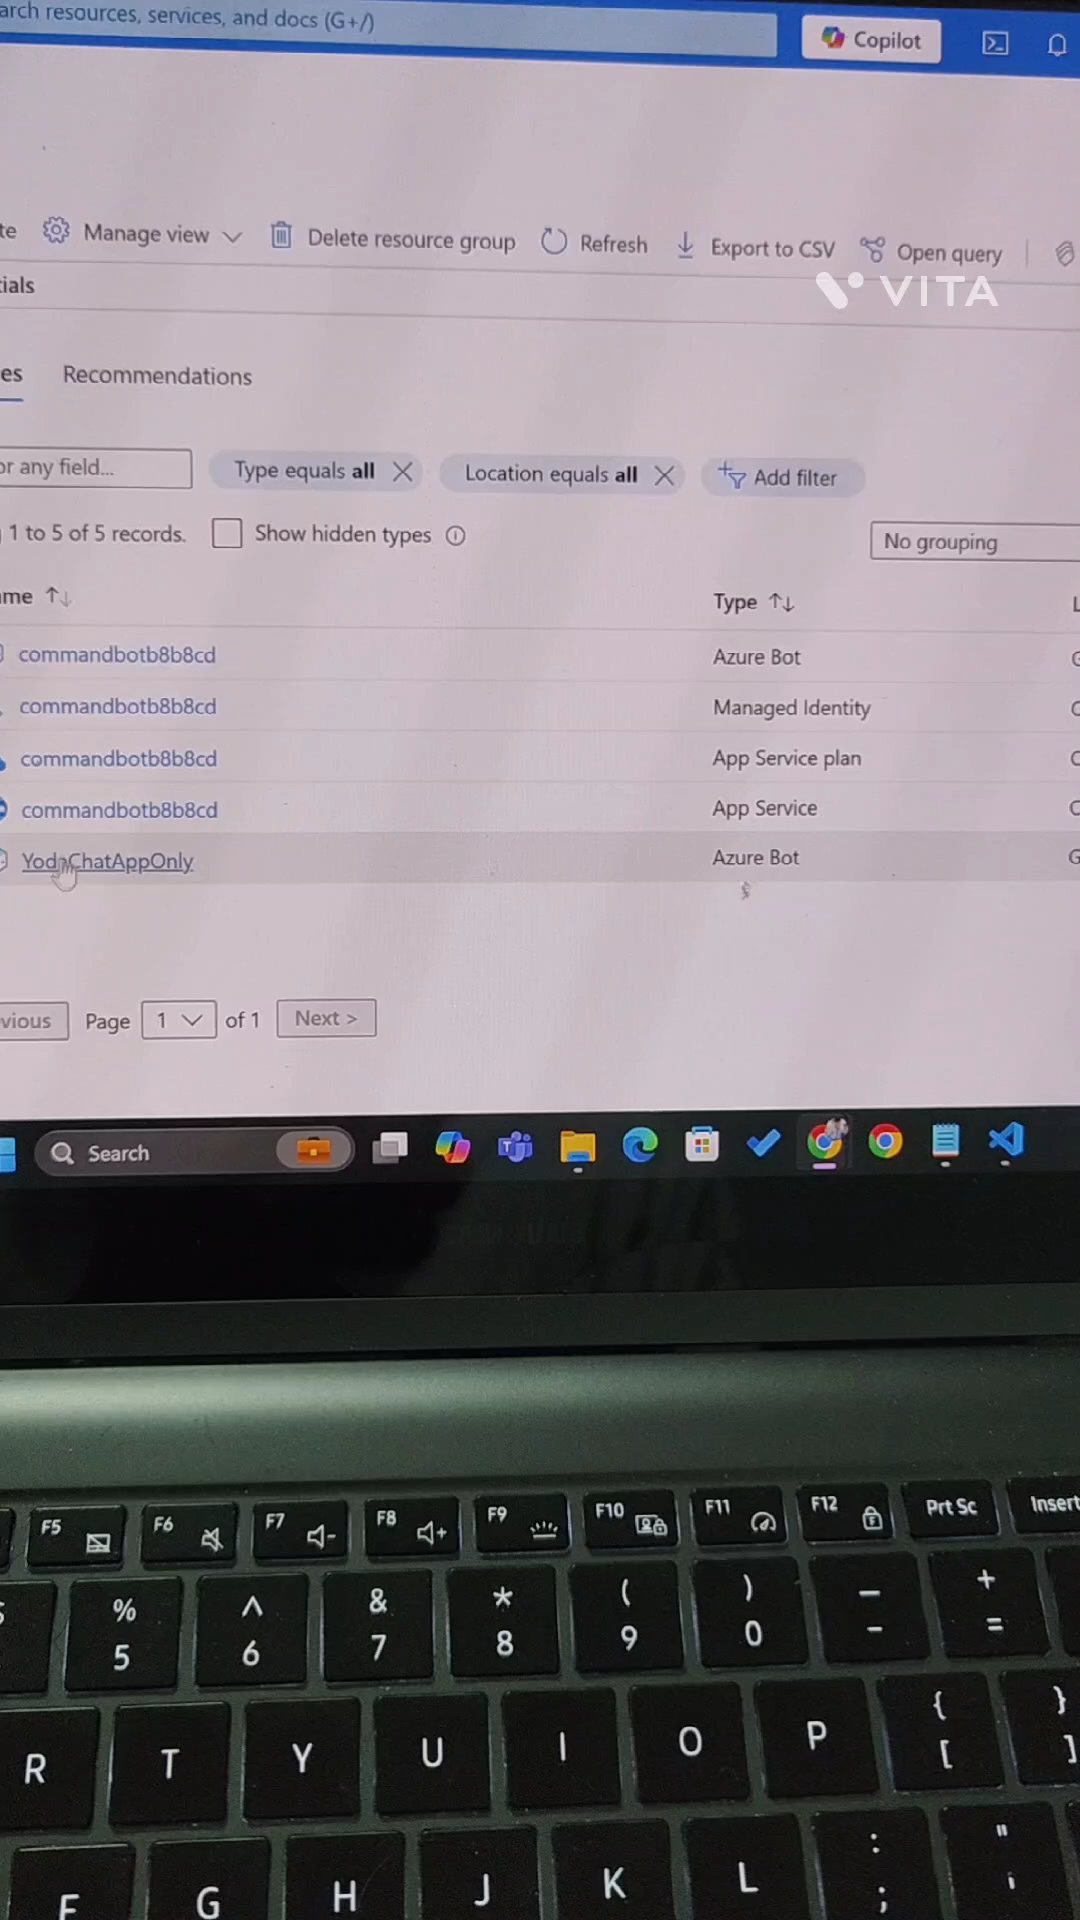 arch resources, services, and docs (G+/)
Copilot
te Manage view Delete resource group Refresh Export to CSV Open query
ials
VITA
es Recommendations
or any field... Type equals all Location equals all Add filter
1 to 5 of 5 records. Show hidden types No grouping
me Type L
commandbotb8b8cd Azure Bot G
commandbotb8b8cd Managed Identity C
commandbotb8b8cd App Service plan C
commandbotb8b8cd App Service C
YodaChatAppOnly Azure Bot G
vious Page 1 of 1 Next >
Search
F5 F6 F7 F8 F9 F10 F11 F12 Prt Sc Insert
% ^ & * ( ) _ +
5 6 7 8 9 0 - =
R T Y U I O P { }
[ ]
F G H J K L : "
; '